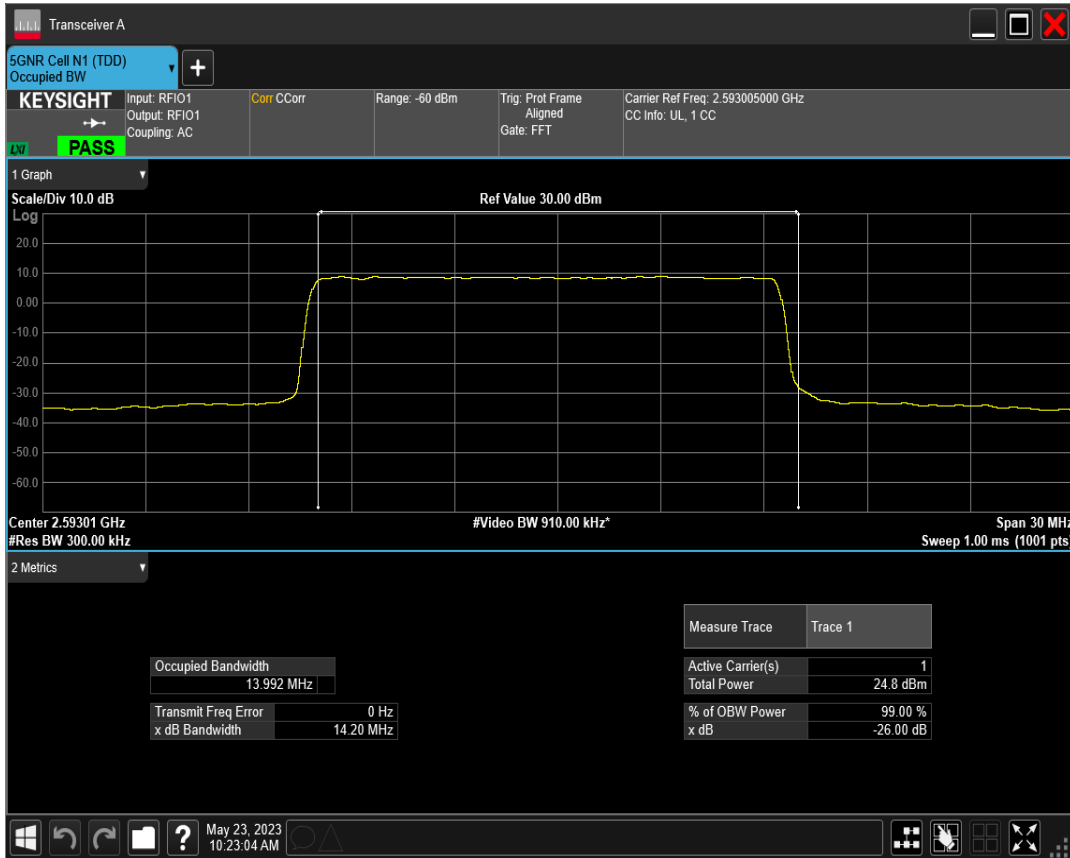 Transceiver A
5GNR Cell N1 (TDD)
Occupied BW
+
KEYSIGHT
LXI
PASS
Input: RFIO1
Output: RFIO1
Coupling: AC
Corr CCorr
Range: -60 dBm
Trig: Prot Frame
Aligned
Gate: FFT
Carrier Ref Freq: 2.593005000 GHz
CC Info: UL, 1 CC
1 Graph
Scale/Div 10.0 dB
Ref Value 30.00 dBm
Log
20.0
10.0
0.00
-10.0
-20.0
-30.0
-40.0
-50.0
-60.0
Center 2.59301 GHz
#Video BW 910.00 kHz*
Span 30 MHz
#Res BW 300.00 kHz
Sweep 1.00 ms (1001 pts)
2 Metrics
Measure Trace Trace 1
Occupied Bandwidth
13.992 MHz
Active Carrier(s) 1
Total Power 24.8 dBm
Transmit Freq Error 0 Hz
x dB Bandwidth 14.20 MHz
% of OBW Power 99.00 %
x dB -26.00 dB
?
May 23, 2023
10:23:04 AM